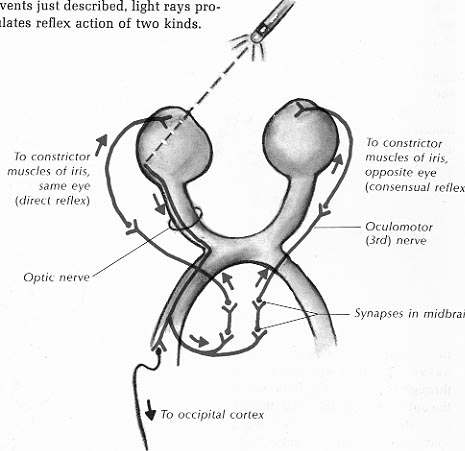 vents just described, light rays pro-
ulates reflex action of two kinds.
To constrictor
muscles of iris,
same eye
(direct reflex)
To constrictor
muscles of iris,
opposite eye
(consensual reflex
Oculomotor
(3rd) nerve
Optic nerve
Synapses in midbrai
To occipital cortex